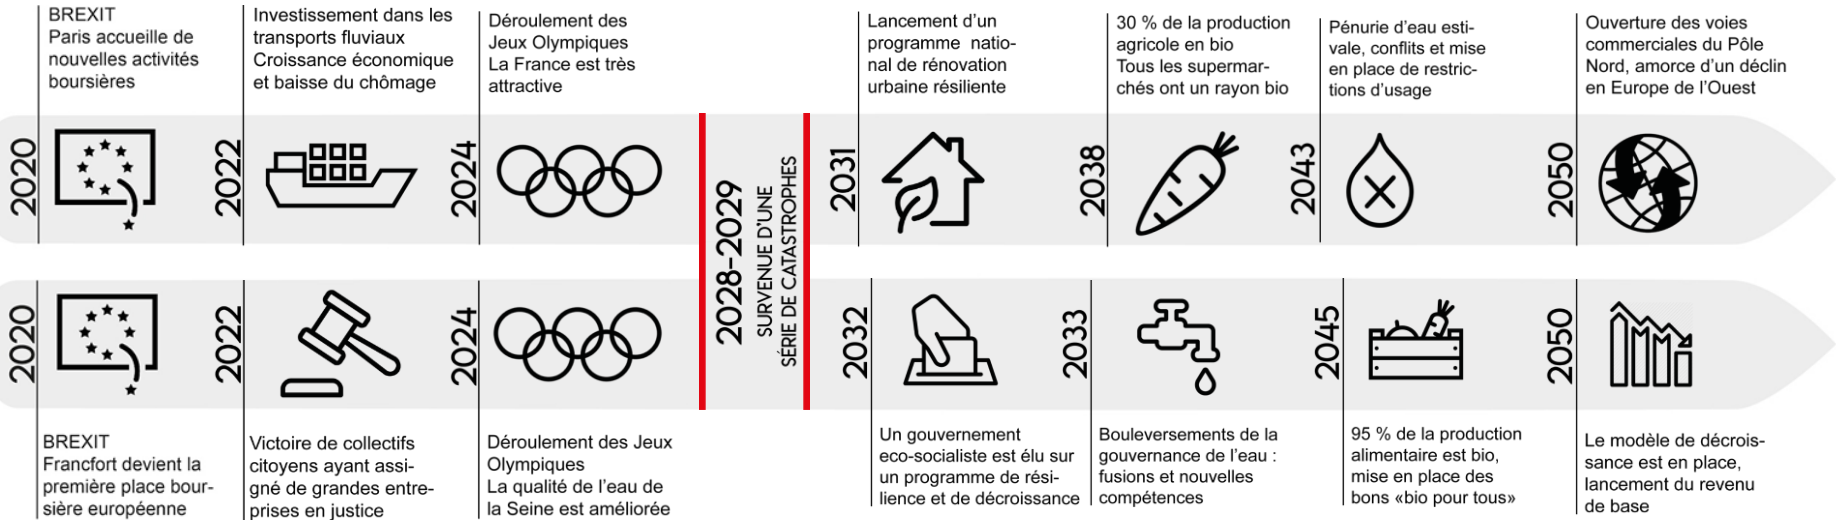 BREXIT
Paris accueille de
nouvelles activités
boursières
Investissement dans les
transports fluviaux
Croissance économique
et baisse du chômage
Déroulement des
Jeux Olympiques
La France est très
attractive
Lancement d’un
programme natio-
nal de rénovation
urbaine résiliente
30 % de la production
agricole en bio
Tous les supermar-
chés ont un rayon bio
Pénurie d’eau esti-
vale, conflits et mise
en place de restric-
tions d’usage
Ouverture des voies
commerciales du Pôle
Nord, amorce d’un déclin
en Europe de l’Ouest
2020
2022
2024
2028-2029
SURVENUE D’UNE
SÉRIE DE CATASTROPHES
2031
2038
2043
2050
2020
2022
2024
2032
2033
2045
2050
BREXIT
Francfort devient la
première place bour-
sière européenne
Victoire de collectifs
citoyens ayant assi-
gné de grandes entre-
prises en justice
Déroulement des Jeux
Olympiques
La qualité de l’eau de
la Seine est améliorée
Un gouvernement
eco-socialiste est élu sur
un programme de rési-
lience et de décroissance
Bouleversements de la
gouvernance de l’eau :
fusions et nouvelles
compétences
95 % de la production
alimentaire est bio,
mise en place des
bons «bio pour tous»
Le modèle de décrois-
sance est en place,
lancement du revenu
de base